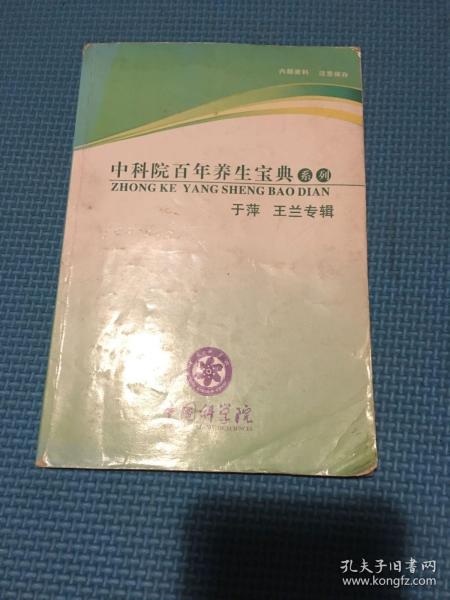 内部资料 注意保存
中科院百年养生宝典系列
ZHONG KE YANG SHENG BAO DIAN
于萍 王兰专辑
中国科学院
孔夫子旧书网
www.kongfz.com